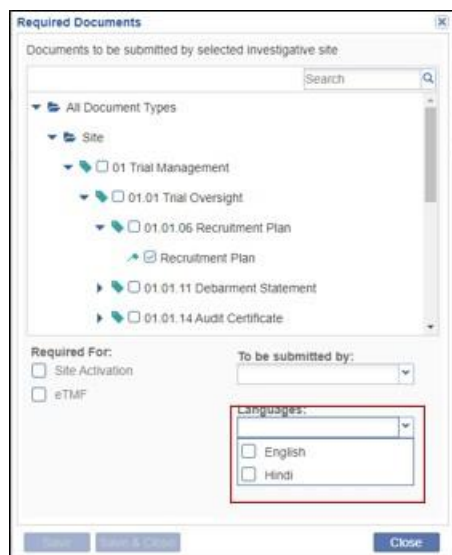 Required Documents
Documents to be submitted by selected investigative site
Search
All Document Types
Site
01 Trial Management
01.01 Trial Oversight
01.01.06 Recruitment Plan
Recruitment Plan
01.01.11 Debarment Statement
01.01.14 Audit Certificate
Required For:
To be submitted by:
Site Activation
eTMF
Languages:
English
Hindi
Save
Save & Close
Close